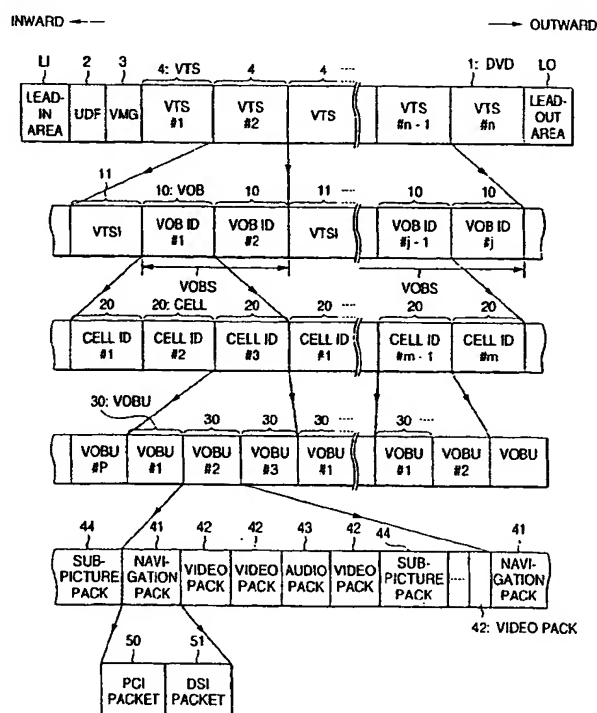 INWARD
OUTWARD
LI 2 3 4: VTS 4 4 ···· 1: DVD LO
LEAD-IN AREA UDF VMG VTS #1 VTS #2 VTS VTS #n - 1 VTS #n LEAD-OUT AREA
11 10: VOB 10 11 ···· 10 10
VTSI VOB ID #1 VOB ID #2 VTSI VOB ID #j - 1 VOB ID #j
VOBS VOBS
20 20: CELL 20 20 ···· 20 20
CELL ID #1 CELL ID #2 CELL ID #3 CELL ID #1 CELL ID #m - 1 CELL ID #m
30: VOBU 30 30 30 ···· 30 ····
VOBU #P VOBU #1 VOBU #2 VOBU #3 VOBU #1 VOBU #1 VOBU #2 VOBU
44 41 42 42 43 42 44 41
SUB-PICTURE PACK NAVIGATION PACK VIDEO PACK VIDEO PACK AUDIO PACK VIDEO PACK SUB-PICTURE PACK ···· NAVIGATION PACK
42: VIDEO PACK
50 51
PCI PACKET DSI PACKET